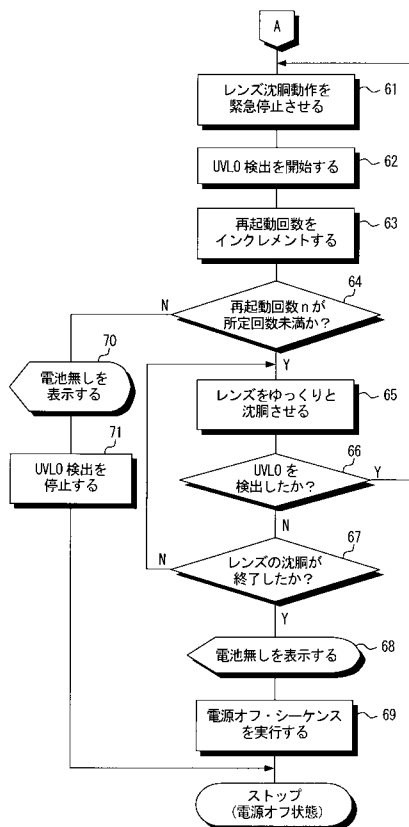 A
レンズ沈胴動作を
緊急停止させる
61
UVLO 検出を開始する
62
再起動回数を
インクレメントする
63
64
再起動回数nが
所定回数未満か？
N
Y
70
電池無しを
表示する
レンズをゆっくりと
沈胴させる
65
71
UVLO 検出を
停止する
66
UVLOを
検出したか？
Y
N
67
レンズの沈胴が
終了したか？
N
Y
電池無しを表示する
68
電源オフ・シーケンス
を実行する
69
ストップ
(電源オフ状態)